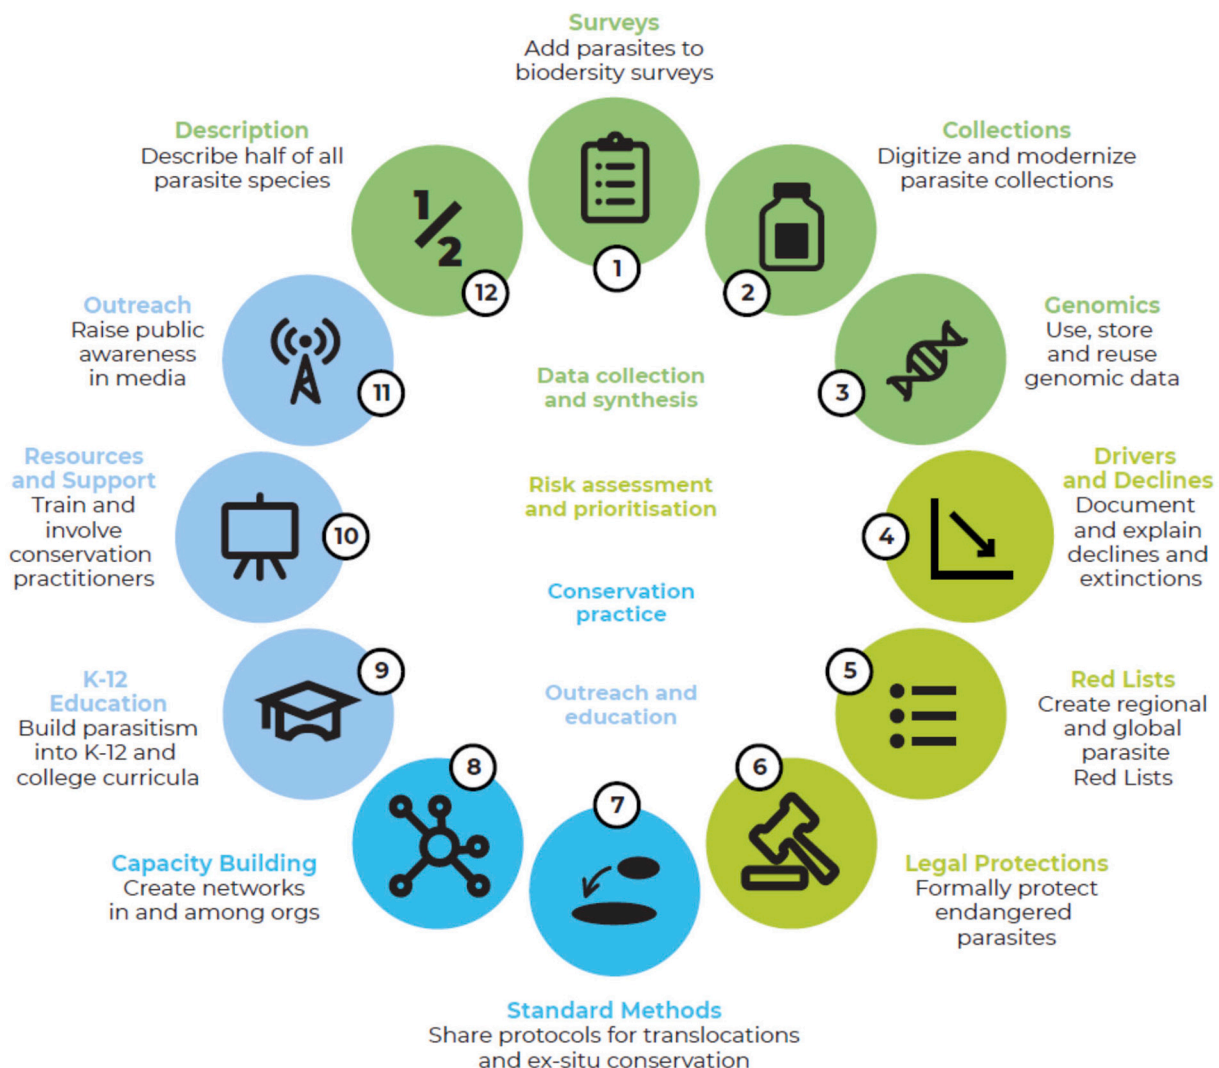 Surveys
Add parasites to
biodersity surveys
1
Collections
Digitize and modernize
parasite collections
2
Genomics
Use, store
and reuse
genomic data
3
Drivers
and Declines
Document
and explain
declines and
extinctions
4
Red Lists
Create regional
and global
parasite
Red Lists
5
Legal Protections
Formally protect
endangered
parasites
6
Standard Methods
Share protocols for translocations
and ex-situ conservation
7
Capacity Building
Create networks
in and among orgs
8
K-12
Education
Build parasitism
into K-12 and
college curricula
9
Resources
and Support
Train and
involve
conservation
practitioners
10
Outreach
Raise public
awareness
in media
11
Description
Describe half of all
parasite species
1/2
12
Data collection
and synthesis
Risk assessment
and prioritisation
Conservation
practice
Outreach and
education